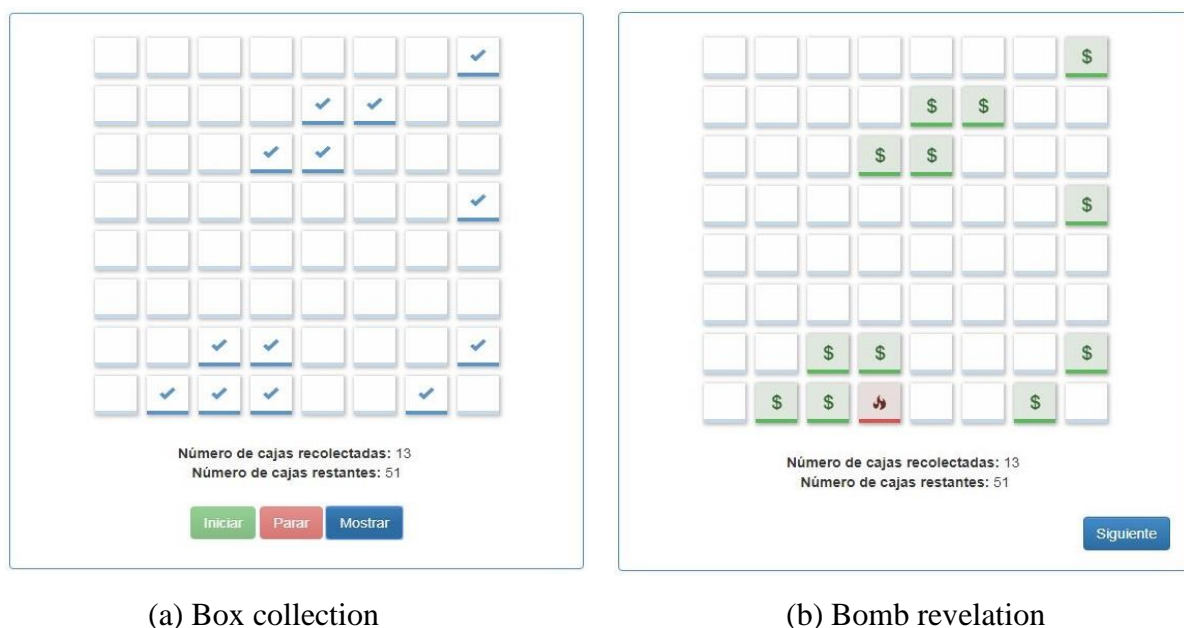 Número de cajas recolectadas: 13
Número de cajas restantes: 51
Iniciar Parar Mostrar
(a) Box collection
$
$ $
$ $
$
$ $ $
$ $ $
Número de cajas recolectadas: 13
Número de cajas restantes: 51
Siguiente
(b) Bomb revelation